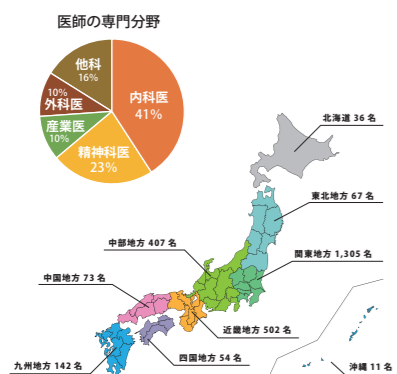 医師の専門分野
内科医
41%
精神科医
23%
産業医
10%
10%
外科医
他科
16%
北海道 36 名
東北地方 67 名
中部地方 407 名
関東地方 1,305 名
中国地方 73 名
近畿地方 502 名
九州地方 142 名
四国地方 54 名
沖縄 11 名